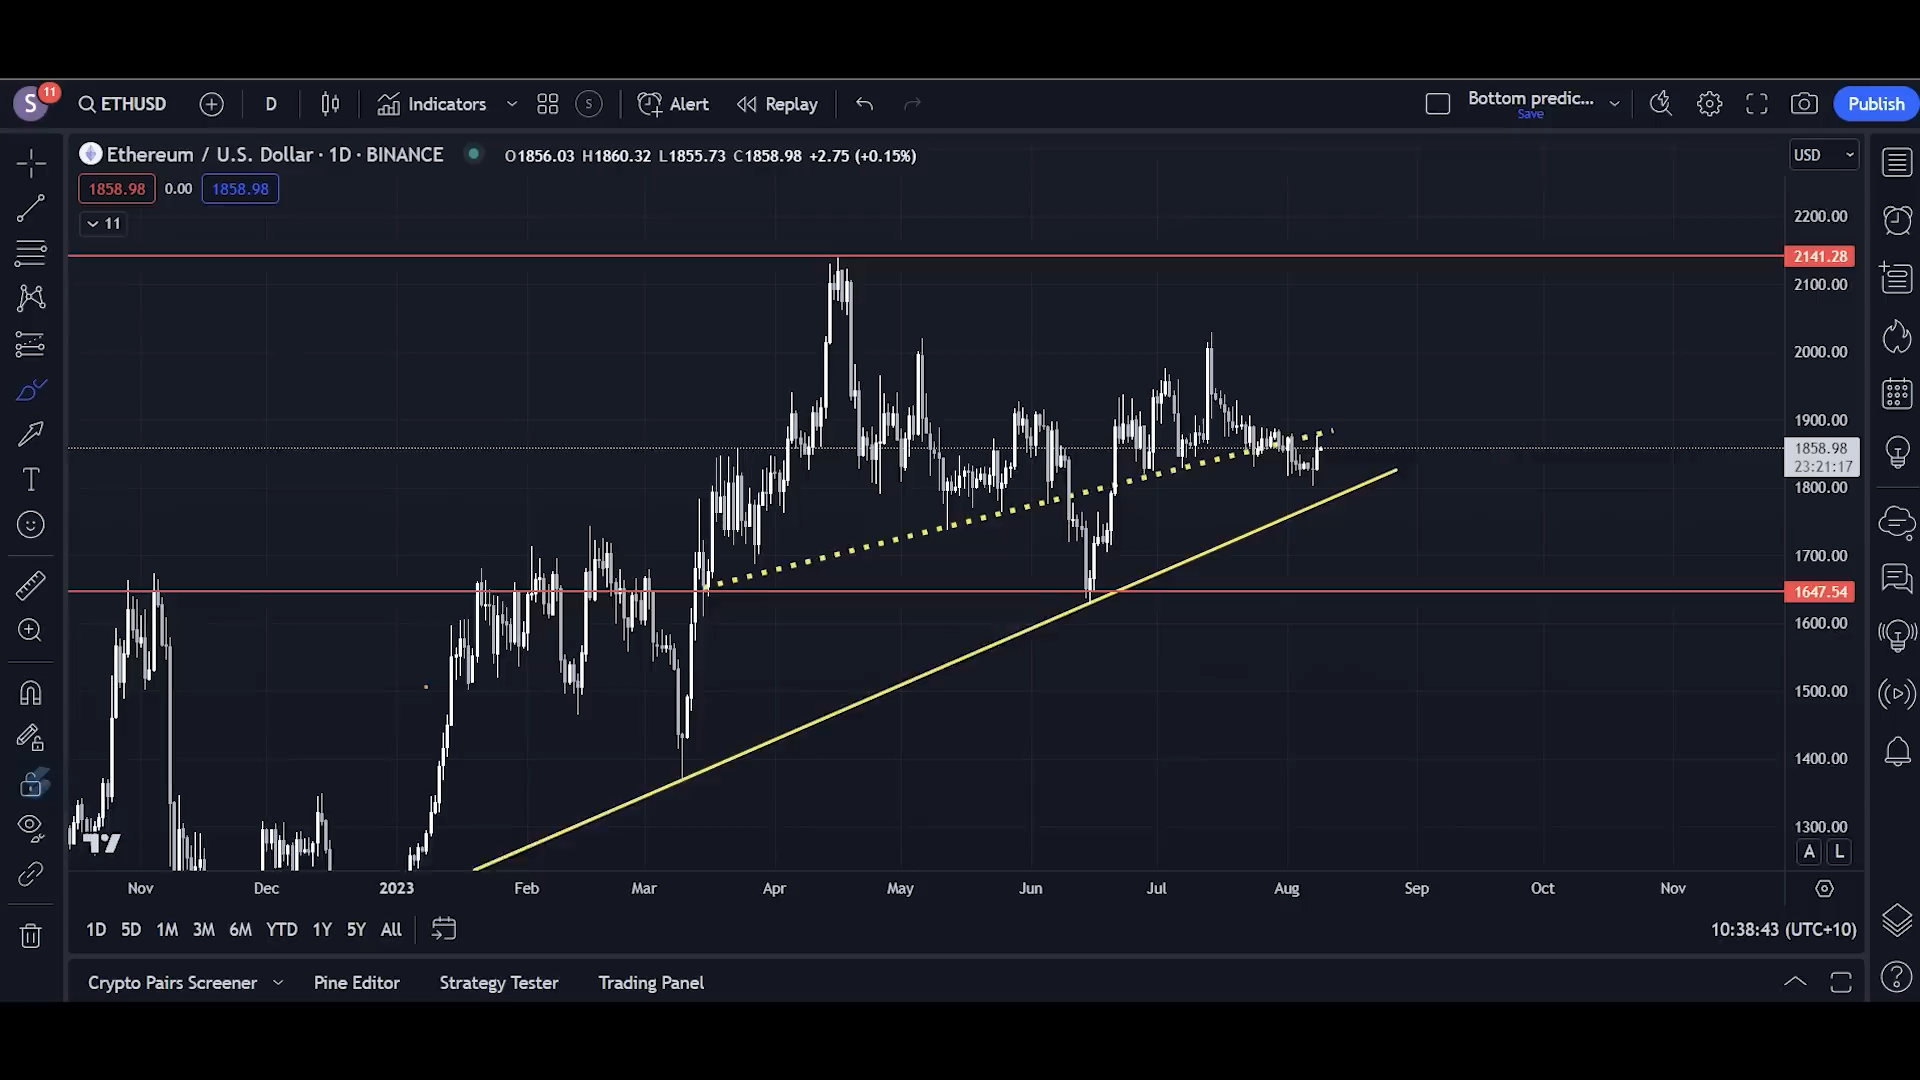 S 11 ETHUSD D Indicators S Alert Replay Bottom predic... Save Publish
Ethereum / U.S. Dollar · 1D · BINANCE O1856.03 H1860.32 L1855.73 C1858.98 +2.75 (+0.15%) USD
1858.98 0.00 1858.98
11
2200.00
2141.28
2100.00
2000.00
1900.00
1858.98
23:21:17
1800.00
1700.00
1647.54
1600.00
1500.00
1400.00
1300.00
A L
Nov Dec 2023 Feb Mar Apr May Jun Jul Aug Sep Oct Nov
1D 5D 1M 3M 6M YTD 1Y 5Y All 10:38:43 (UTC+10)
Crypto Pairs Screener Pine Editor Strategy Tester Trading Panel